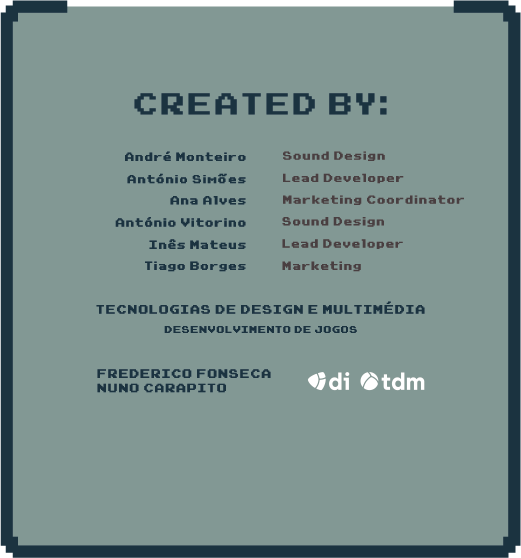 CREATED BY:
André Monteiro Sound Design
António Simões Lead Developer
Ana Alves Marketing Coordinator
António Vitorino Sound Design
Inês Mateus Lead Developer
Tiago Borges Marketing
TECNOLOGIAS DE DESIGN E MULTIMÉDIA
DESENVOLVIMENTO DE JOGOS
FREDERICO FONSECA
NUNO CARAPITO
di tdm